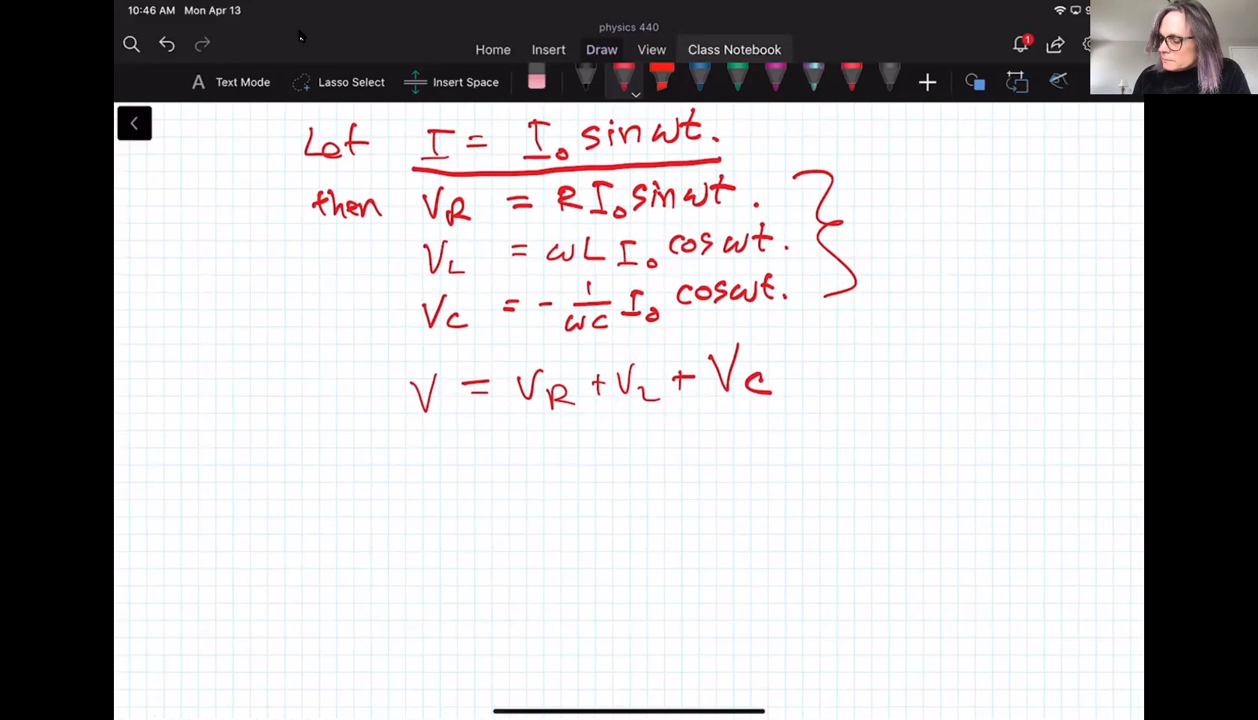 10:46 AM Mon Apr 13
physics 440
Home Insert Draw View Class Notebook
1
A Text Mode Lasso Select Insert Space
Let I = I₀ sin ωt.
then V_R = R I₀ sin ωt.
V_L = ωL I₀ cos ωt.
V_C = - 1/ωC I₀ cos ωt.
V = V_R + V_L + V_C